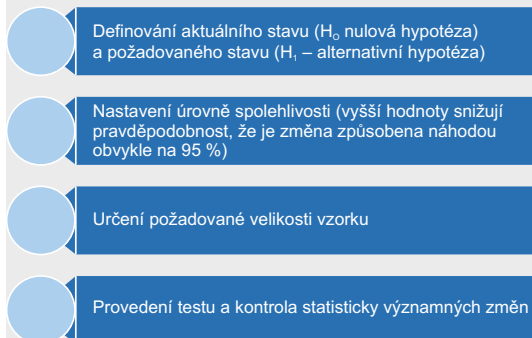 Definování aktuálního stavu (H₀ nulová hypotéza)
a požadovaného stavu (H₁ – alternativní hypotéza)
Nastavení úrovně spolehlivosti (vyšší hodnoty snižují
pravděpodobnost, že je změna způsobena náhodou
obvykle na 95 %)
Určení požadované velikosti vzorku
Provedení testu a kontrola statisticky významných změn